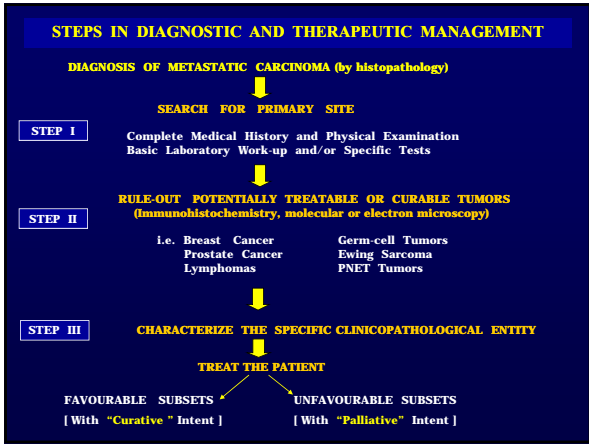 STEPS IN DIAGNOSTIC AND THERAPEUTIC MANAGEMENT
DIAGNOSIS OF METASTATIC CARCINOMA (by histopathology)
SEARCH FOR PRIMARY SITE
STEP I
Complete Medical History and Physical Examination
Basic Laboratory Work-up and/or Specific Tests
RULE-OUT POTENTIALLY TREATABLE OR CURABLE TUMORS
STEP II
(Immunohistochemistry, molecular or electron microscopy)
i.e. Breast Cancer Germ-cell Tumors
Prostate Cancer Ewing Sarcoma
Lymphomas PNET Tumors
STEP III CHARACTERIZE THE SPECIFIC CLINICOPATHOLOGICAL ENTITY
TREAT THE PATIENT
FAVOURABLE SUBSETS UNFAVOURABLE SUBSETS
[ With “Curative ” Intent ] [ With “Palliative” Intent ]